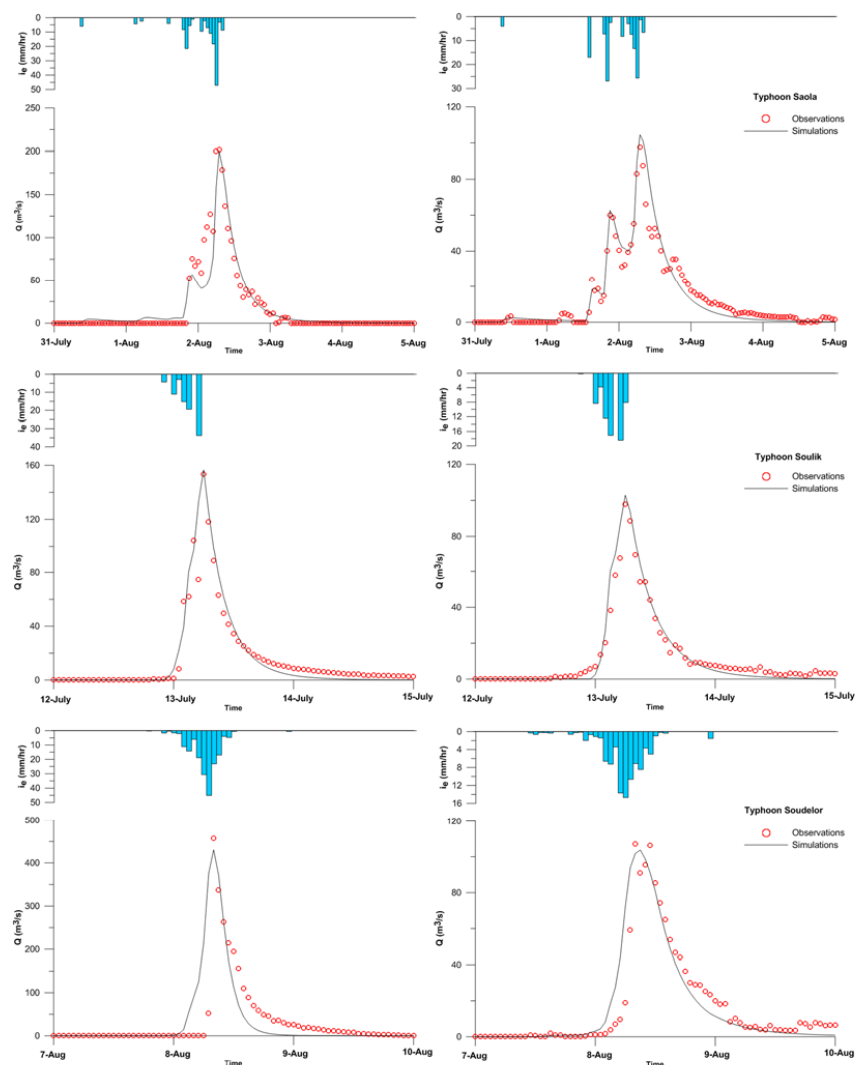 0
10
20
30
40
50
i e (mm/hr)
250
200
150
100
50
0
Q (m3/s)
31-July
1-Aug
2-Aug
3-Aug
4-Aug
5-Aug
Time
0
10
20
30
i e (mm/hr)
Typhoon Saola
Observations
Simulations
120
80
40
0
Q (m3/s)
31-July
1-Aug
2-Aug
3-Aug
4-Aug
5-Aug
Time
0
10
20
30
40
i e (mm/hr)
160
120
80
40
0
Q (m3/s)
12-July
13-July
14-July
15-July
Time
0
4
8
12
16
20
i e (mm/hr)
Typhoon Soulik
Observations
Simulations
120
80
40
0
Q (m3/s)
12-July
13-July
14-July
15-July
Time
0
10
20
30
40
50
i e (mm/hr)
500
400
300
200
100
0
Q (m3/s)
7-Aug
8-Aug
9-Aug
10-Aug
Time
0
4
8
12
16
i e (mm/hr)
Typhoon Soudelor
Observations
Simulations
120
80
40
0
Q (m3/s)
7-Aug
8-Aug
9-Aug
10-Aug
Time